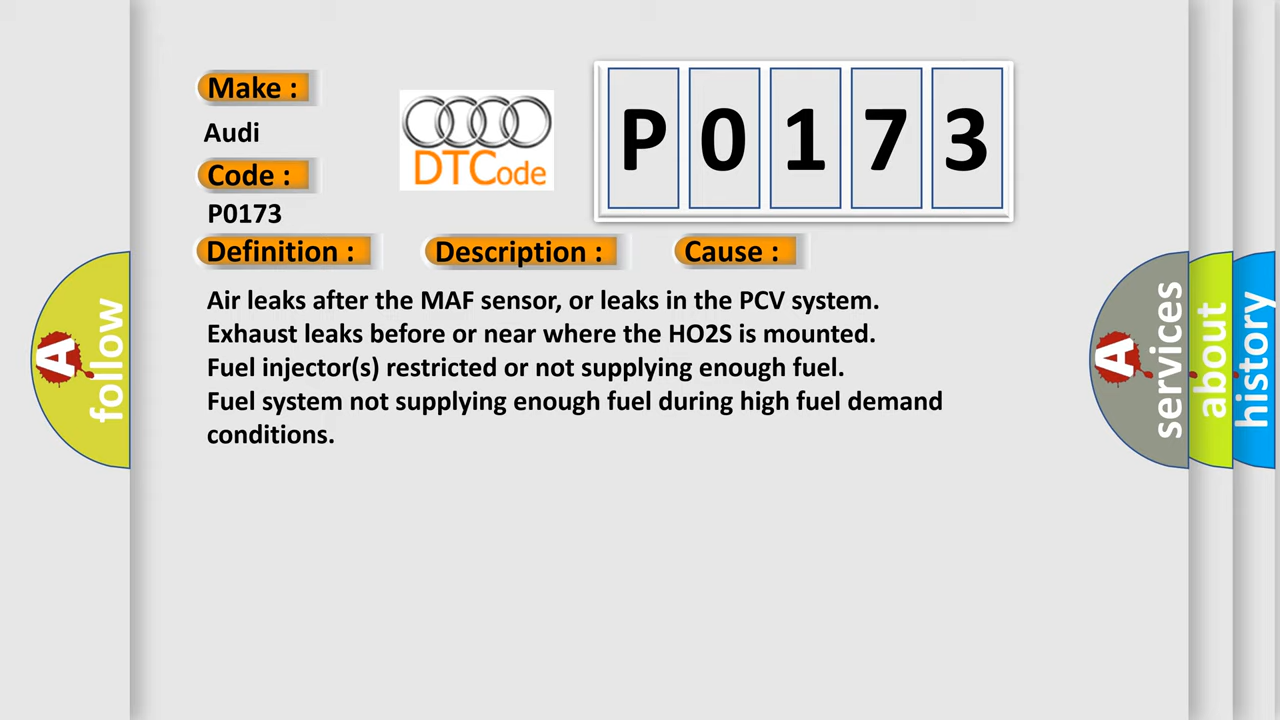 Make :
Audi
Code :
P0173
DTCode
P0173
Definition :
Description :
Cause :
Air leaks after the MAF sensor, or leaks in the PCV system.
Exhaust leaks before or near where the HO2S is mounted.
Fuel injector(s) restricted or not supplying enough fuel.
Fuel system not supplying enough fuel during high fuel demand
conditions.
A
follow
A
services
about
history